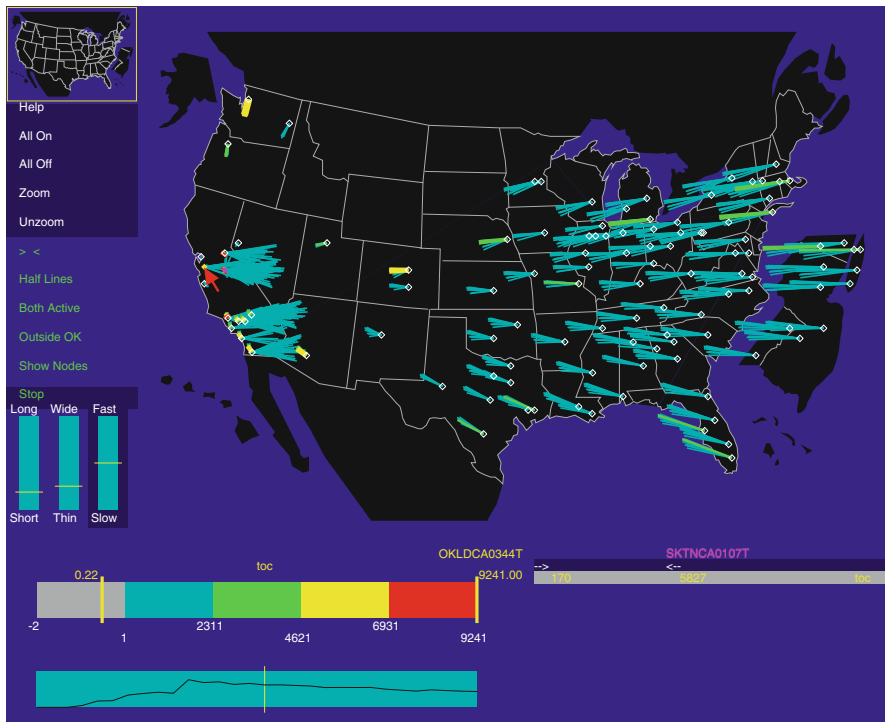 Help
All On
All Off
Zoom
Unzoom
> <
Half Lines
Both Active
Outside OK
Show Nodes
Stop
Long Wide Fast
Short Thin Slow
OKLDCA0344T SKTNCA0107T
toc
--> <--
0.22 9241.00 170 5827 toc
-2 2311 6931
1 4621 9241